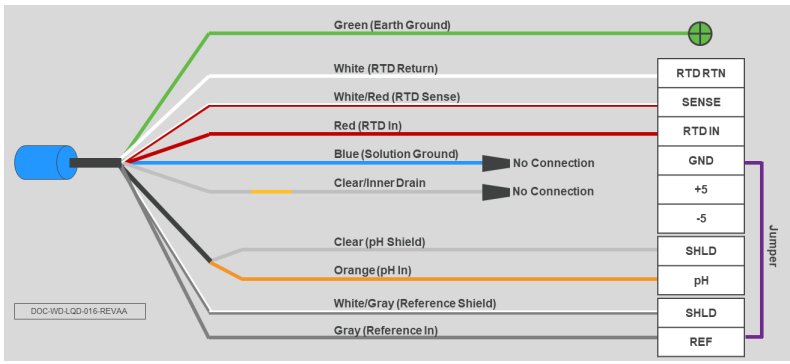 Green (Earth Ground)
White (RTD Return)
RTD RTN
White/Red (RTD Sense)
SENSE
Red (RTD In)
RTD IN
Blue (Solution Ground)
No Connection
GND
Clear/Inner Drain
No Connection
+5
-5
Jumper
Clear (pH Shield)
SHLD
Orange (pH In)
pH
White/Gray (Reference Shield)
SHLD
DOC-WD-LQD-016-REVAA
Gray (Reference In)
REF